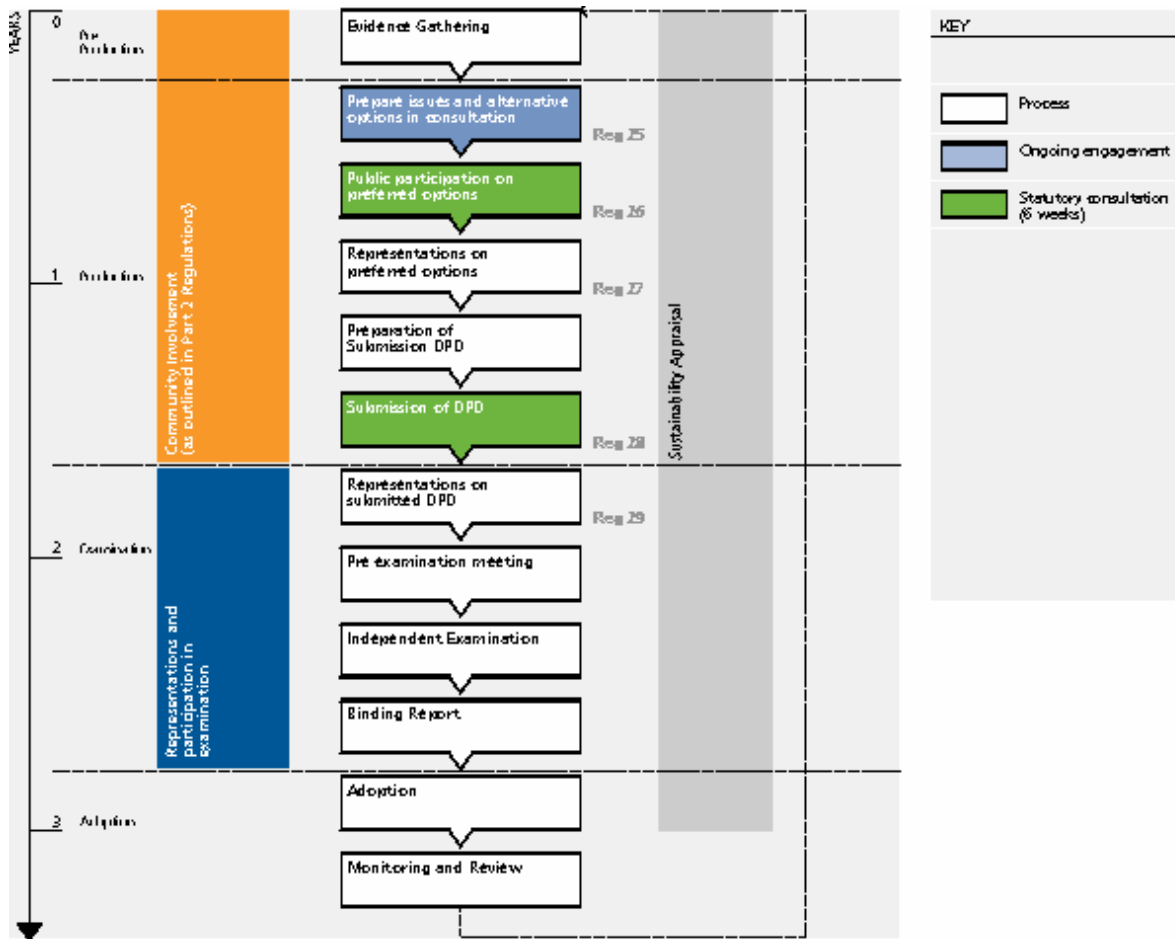 YEARS
0
Pre
Production
Evidence Gathering
Prepare issues and alternative
options in consultation
Reg 25
Public participation on
preferred options
Reg 26
1
Production
Representations on
preferred options
Reg 27
Preparation of
Submission DPD
Submission of DPD
Reg 28
Community Involvement
(as outlined in Part 2 Regulations)
Sustainability Appraisal
Representations on
submitted DPD
Reg 29
2
Examination
Pre examination meeting
Independent Examination
Binding Report
Representations and
participation in
examination
Adoption
3
Adoption
Monitoring and Review
KEY
Process
Ongoing engagement
Statutory consultation
(6 weeks)